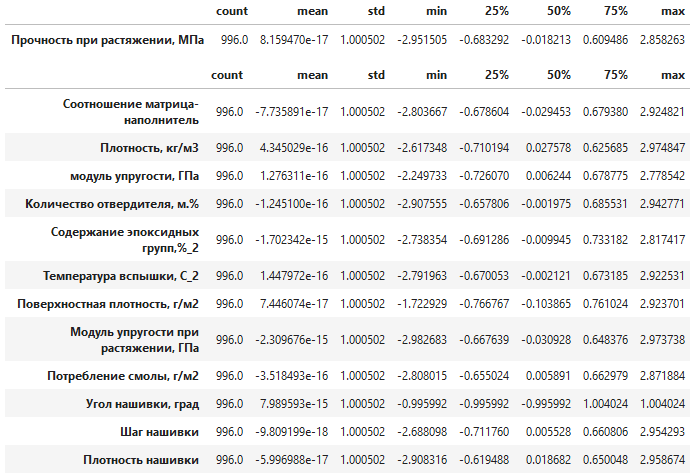 count mean std min 25% 50% 75% max
Прочность при растяжении, МПа 996.0 8.159470e-17 1.000502 -2.951505 -0.683292 -0.018213 0.609486 2.858263
count mean std min 25% 50% 75% max
Соотношение матрица-
наполнитель 996.0 -7.735891e-17 1.000502 -2.803667 -0.678604 -0.029453 0.679380 2.924821
Плотность, кг/м3 996.0 4.345029e-16 1.000502 -2.617348 -0.710194 0.027578 0.625685 2.974847
модуль упругости, ГПа 996.0 1.276311e-16 1.000502 -2.249733 -0.726070 0.006244 0.678775 2.778542
Количество отвердителя, м.% 996.0 -1.245100e-16 1.000502 -2.907555 -0.657806 -0.001975 0.685531 2.942771
Содержание эпоксидных
групп,%_2 996.0 -1.702342e-15 1.000502 -2.738354 -0.691286 -0.009945 0.733182 2.817417
Температура вспышки, С_2 996.0 1.447972e-16 1.000502 -2.791963 -0.670053 -0.002121 0.673185 2.922531
Поверхностная плотность, г/м2 996.0 7.446074e-17 1.000502 -1.722929 -0.766767 -0.103865 0.761024 2.923701
Модуль упругости при
растяжении, ГПа 996.0 -2.309676e-15 1.000502 -2.982683 -0.667639 -0.030928 0.648376 2.973738
Потребление смолы, г/м2 996.0 -3.518493e-16 1.000502 -2.808015 -0.655024 0.005891 0.662979 2.871884
Угол нашивки, град 996.0 7.989593e-15 1.000502 -0.995992 -0.995992 -0.995992 1.004024 1.004024
Шаг нашивки 996.0 -9.809199e-18 1.000502 -2.688098 -0.711760 0.005528 0.660806 2.954293
Плотность нашивки 996.0 -5.996988e-17 1.000502 -2.908316 -0.619488 0.018682 0.650048 2.958674